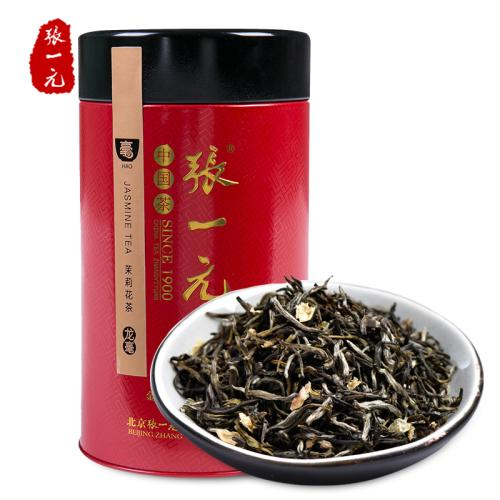 張一元
毫
HAO
JASMINE TEA 茉莉花茶
龙毫
張一元®
中国茶
SINCE 1900
北京張一元
BEIJING ZHANG